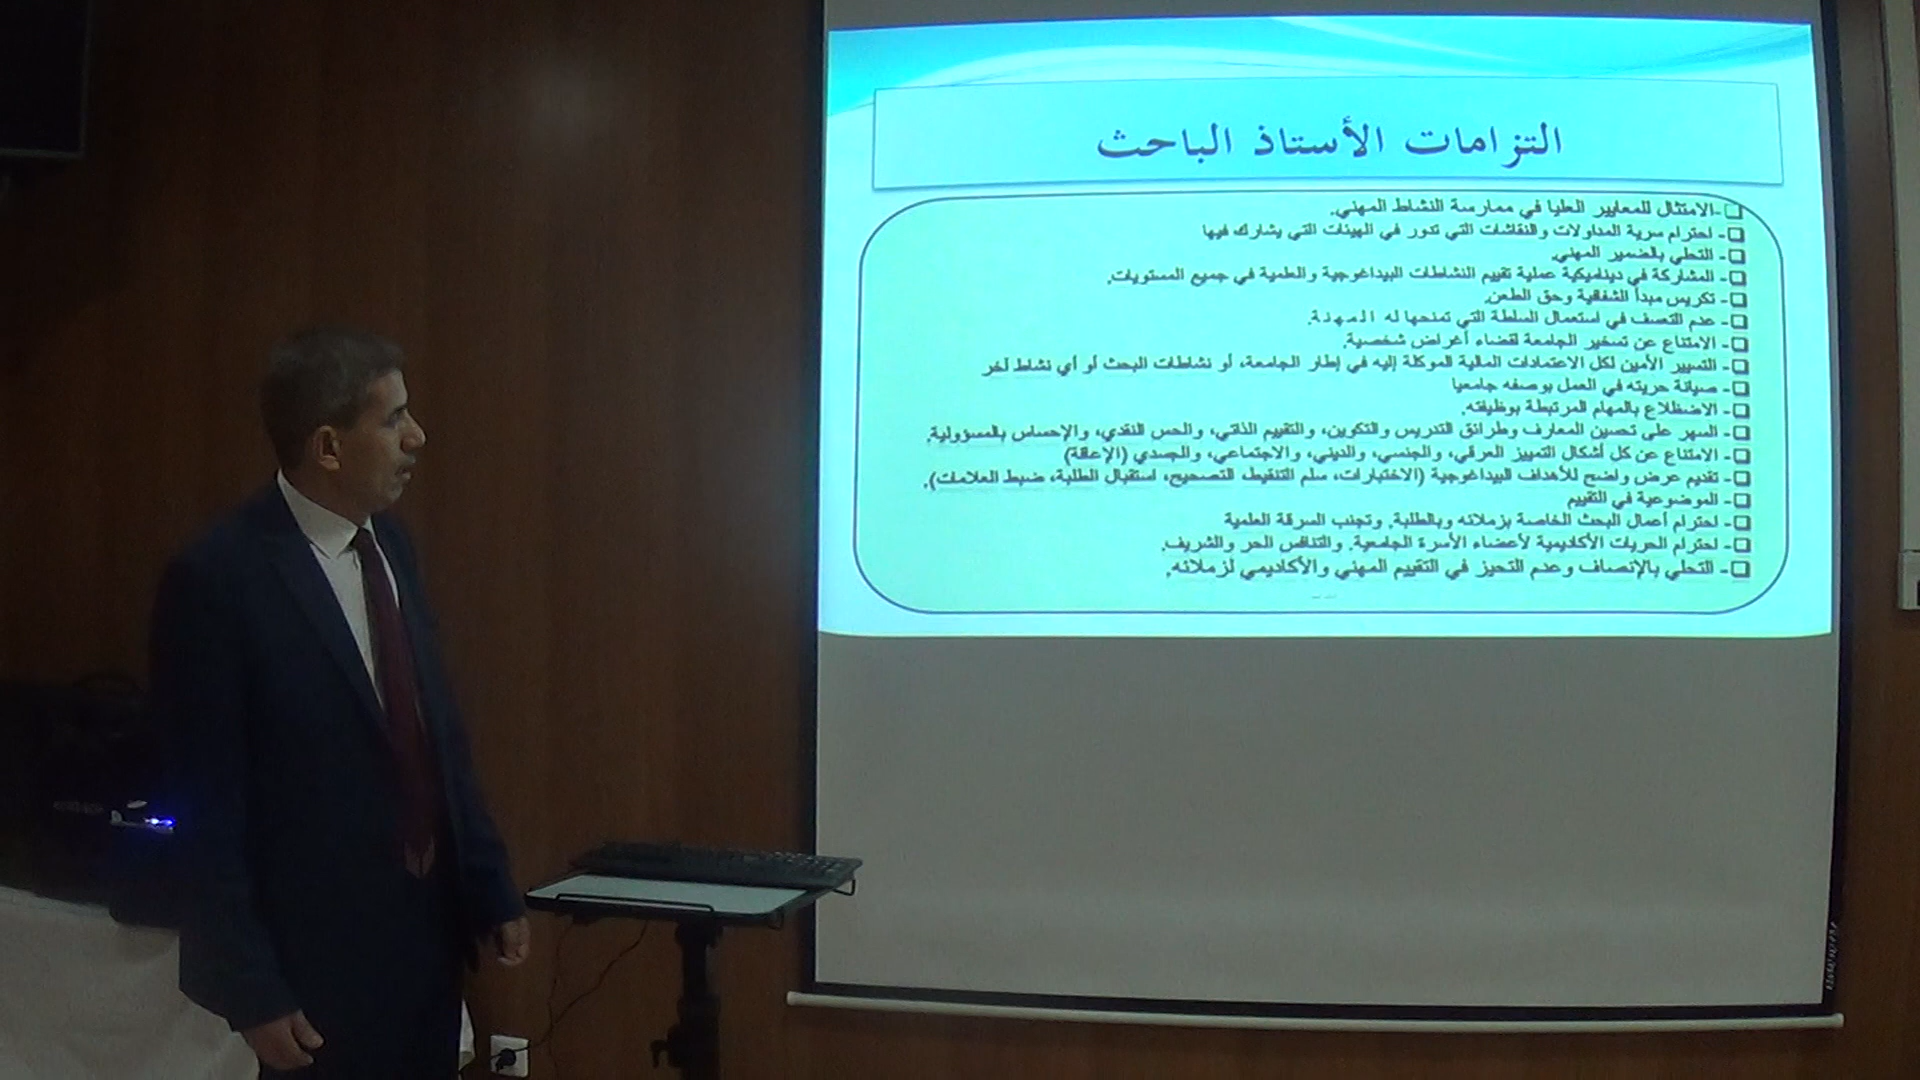 التزامات الأستاذ الباحث
-الامتثال للمعايير العليا في ممارسة النشاط المهني.
- احترام سرية المداولات والنقاشات التي تدور في الهيئات التي يشارك فيها
- التحلي بالضمير المهني.
- المشاركة في ديناميكية عملية تقييم النشاطات البيداغوجية والعلمية في جميع المستويات.
- تكريس مبدأ الشفافية وحق الطعن.
- عدم التعسف في استعمال السلطة التي تمنحها له المهنة.
- الامتناع عن تسخير الجامعة لقضاء أغراض شخصية.
- التسيير الأمين لكل الاعتمادات المالية الموكلة إليه في إطار الجامعة، أو نشاطات البحث أو أي نشاط آخر
- صيانة حريته في العمل بوصفه جامعيا
- الاضطلاع بالمهام المرتبطة بوظيفته.
- السهر على تحسين المعارف وطرائق التدريس والتكوين، والتقييم الذاتي، والحس النقدي، والإحساس بالمسؤولية.
- الامتناع عن كل أشكال التمييز العرقي، والجنسي، والديني، والاجتماعي، والجسدي (الإعاقة)
- تقديم عرض واضح للأهداف البيداغوجية (الاختبارات، سلم التنقيط، التصحيح، استقبال الطلبة، ضبط العلامات).
- الموضوعية في التقييم
- احترام أعمال البحث الخاصة بزملائه وبالطلبة. وتجنب السرقة العلمية
- احترام الحريات الأكاديمية لأعضاء الأسرة الجامعية. والتنافس الحر والشريف.
- التحلي بالإنصاف وعدم التحيز في التقييم المهني والأكاديمي لزملائه.